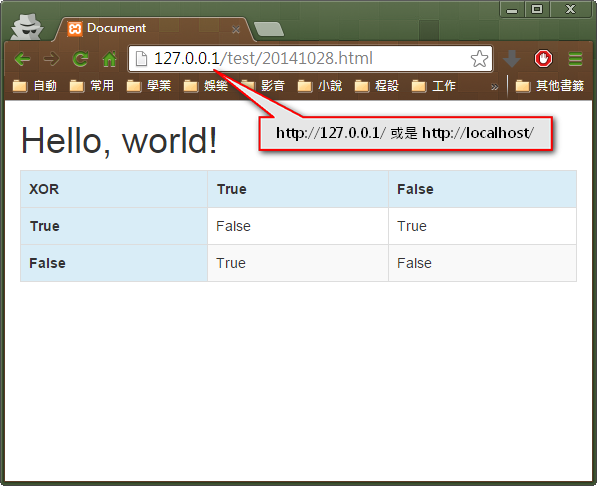 Document
127.0.0.1/test/20141028.html
自動 常用 學業 娛樂 影音 小說 程設 工作 » 其他書籤
http://127.0.0.1/ 或是 http://localhost/
Hello, world!
XOR True False
True False True
False True False